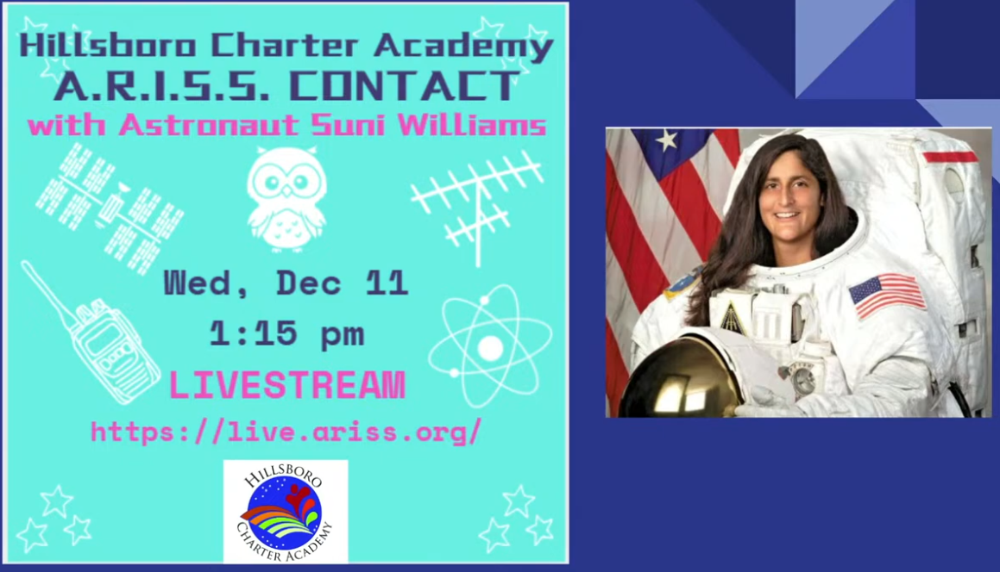 Hillsboro Charter Academy
A.R.I.S.S. CONTACT
with Astronaut Suni Williams
Wed, Dec 11
1:15 pm
LIVESTREAM
https://live.ariss.org/
HILLSBORO
CHARTER ACADEMY